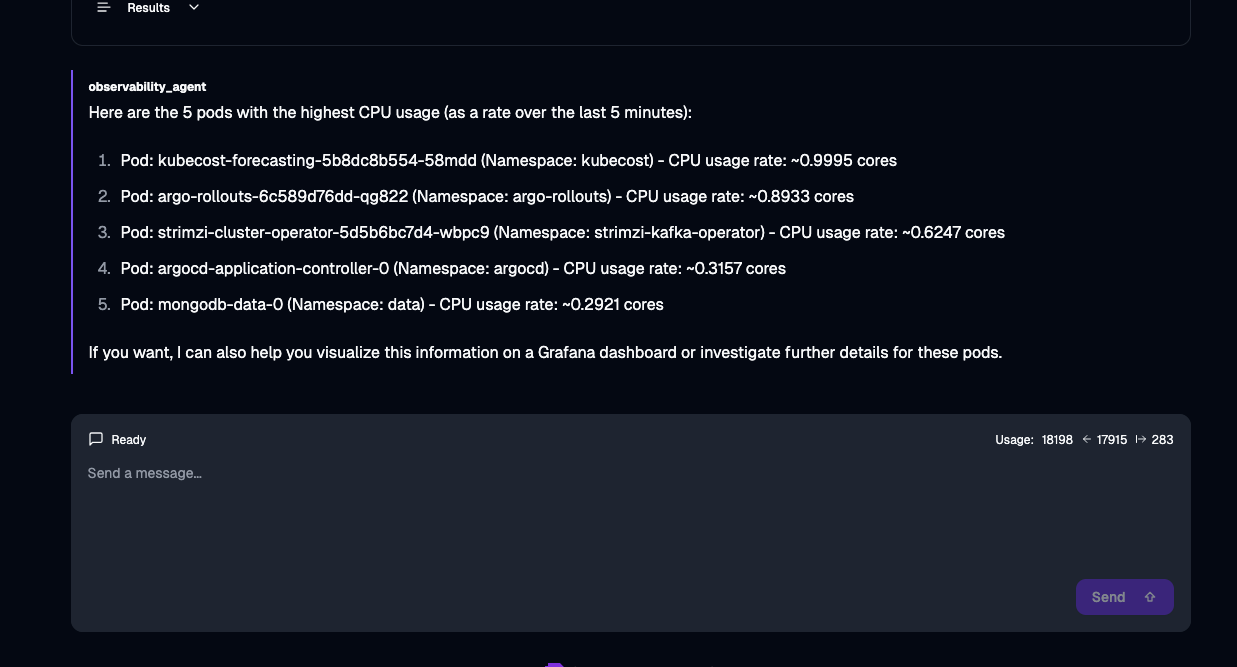 Results
observability_agent
Here are the 5 pods with the highest CPU usage (as a rate over the last 5 minutes):
1. Pod: kubecost-forecasting-5b8dc8b554-58mdd (Namespace: kubecost) - CPU usage rate: ~0.9995 cores
2. Pod: argo-rollouts-6c589d76dd-qg822 (Namespace: argo-rollouts) - CPU usage rate: ~0.8933 cores
3. Pod: strimzi-cluster-operator-5d5b6bc7d4-wbpc9 (Namespace: strimzi-kafka-operator) - CPU usage rate: ~0.6247 cores
4. Pod: argocd-application-controller-0 (Namespace: argocd) - CPU usage rate: ~0.3157 cores
5. Pod: mongodb-data-0 (Namespace: data) - CPU usage rate: ~0.2921 cores
If you want, I can also help you visualize this information on a Grafana dashboard or investigate further details for these pods.
Ready
Usage: 18198 ← 17915 ↦ 283
Send a message...
Send